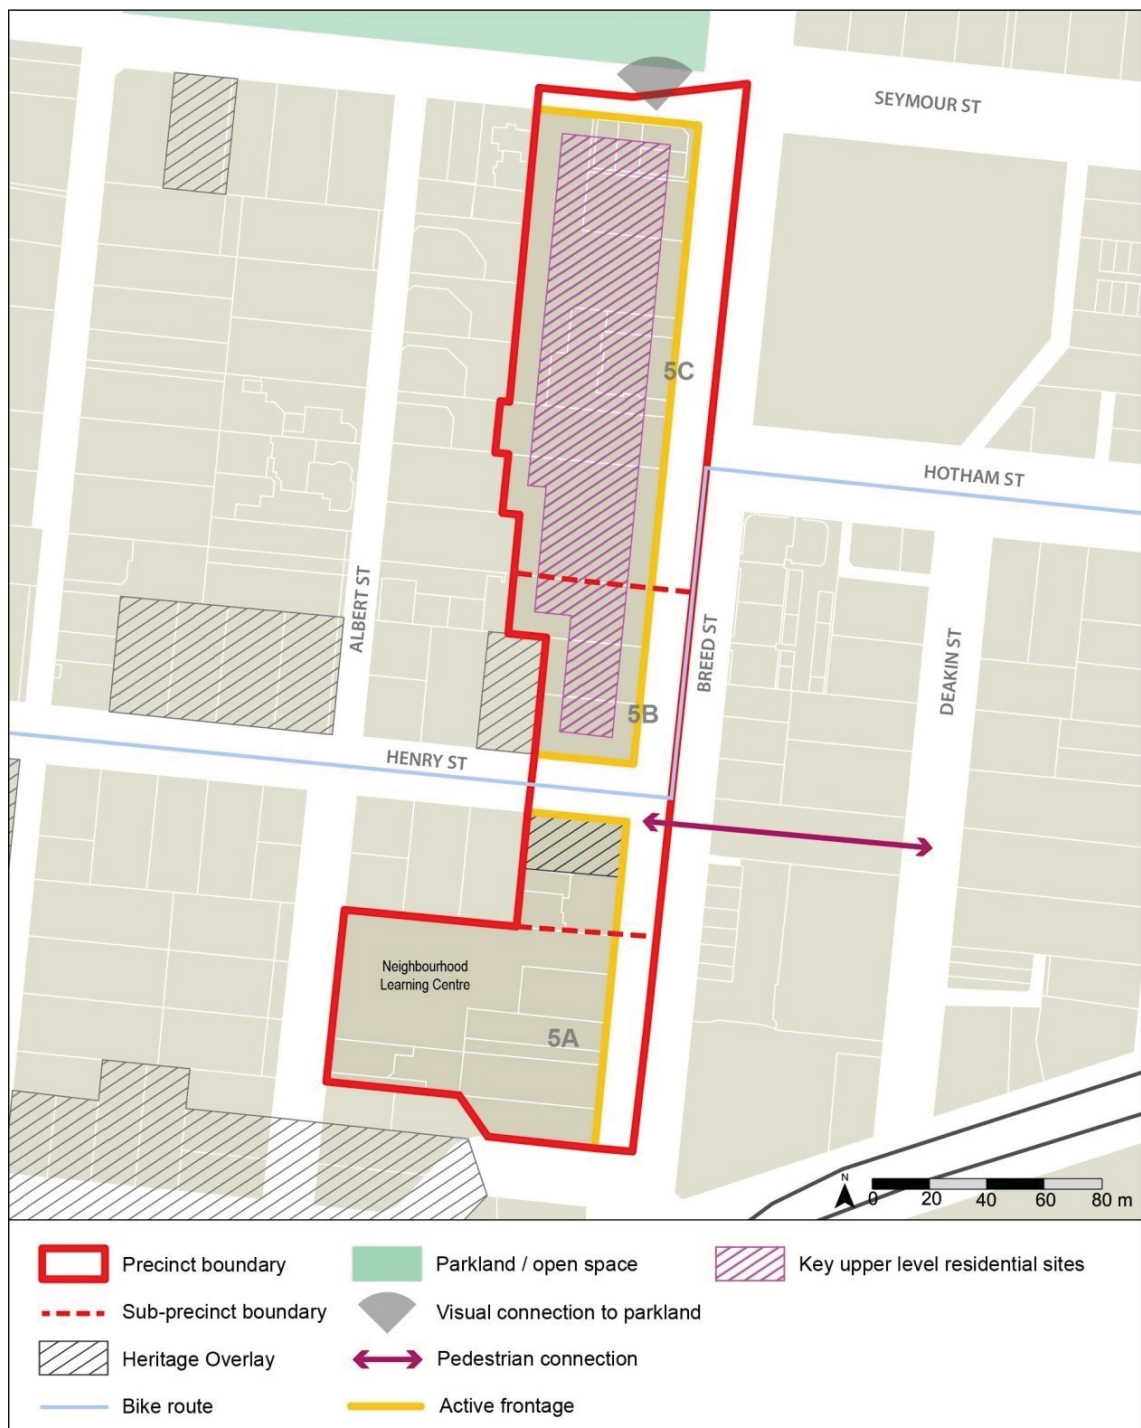 SEYMOUR ST
5C
HOTHAM ST
ALBERT ST
BREED ST
DEAKIN ST
5B
HENRY ST
Neighbourhood
Learning Centre
5A
N
0 20 40 60 80 m
Precinct boundary
Parkland / open space
Key upper level residential sites
Sub-precinct boundary
Visual connection to parkland
Heritage Overlay
Pedestrian connection
Bike route
Active frontage